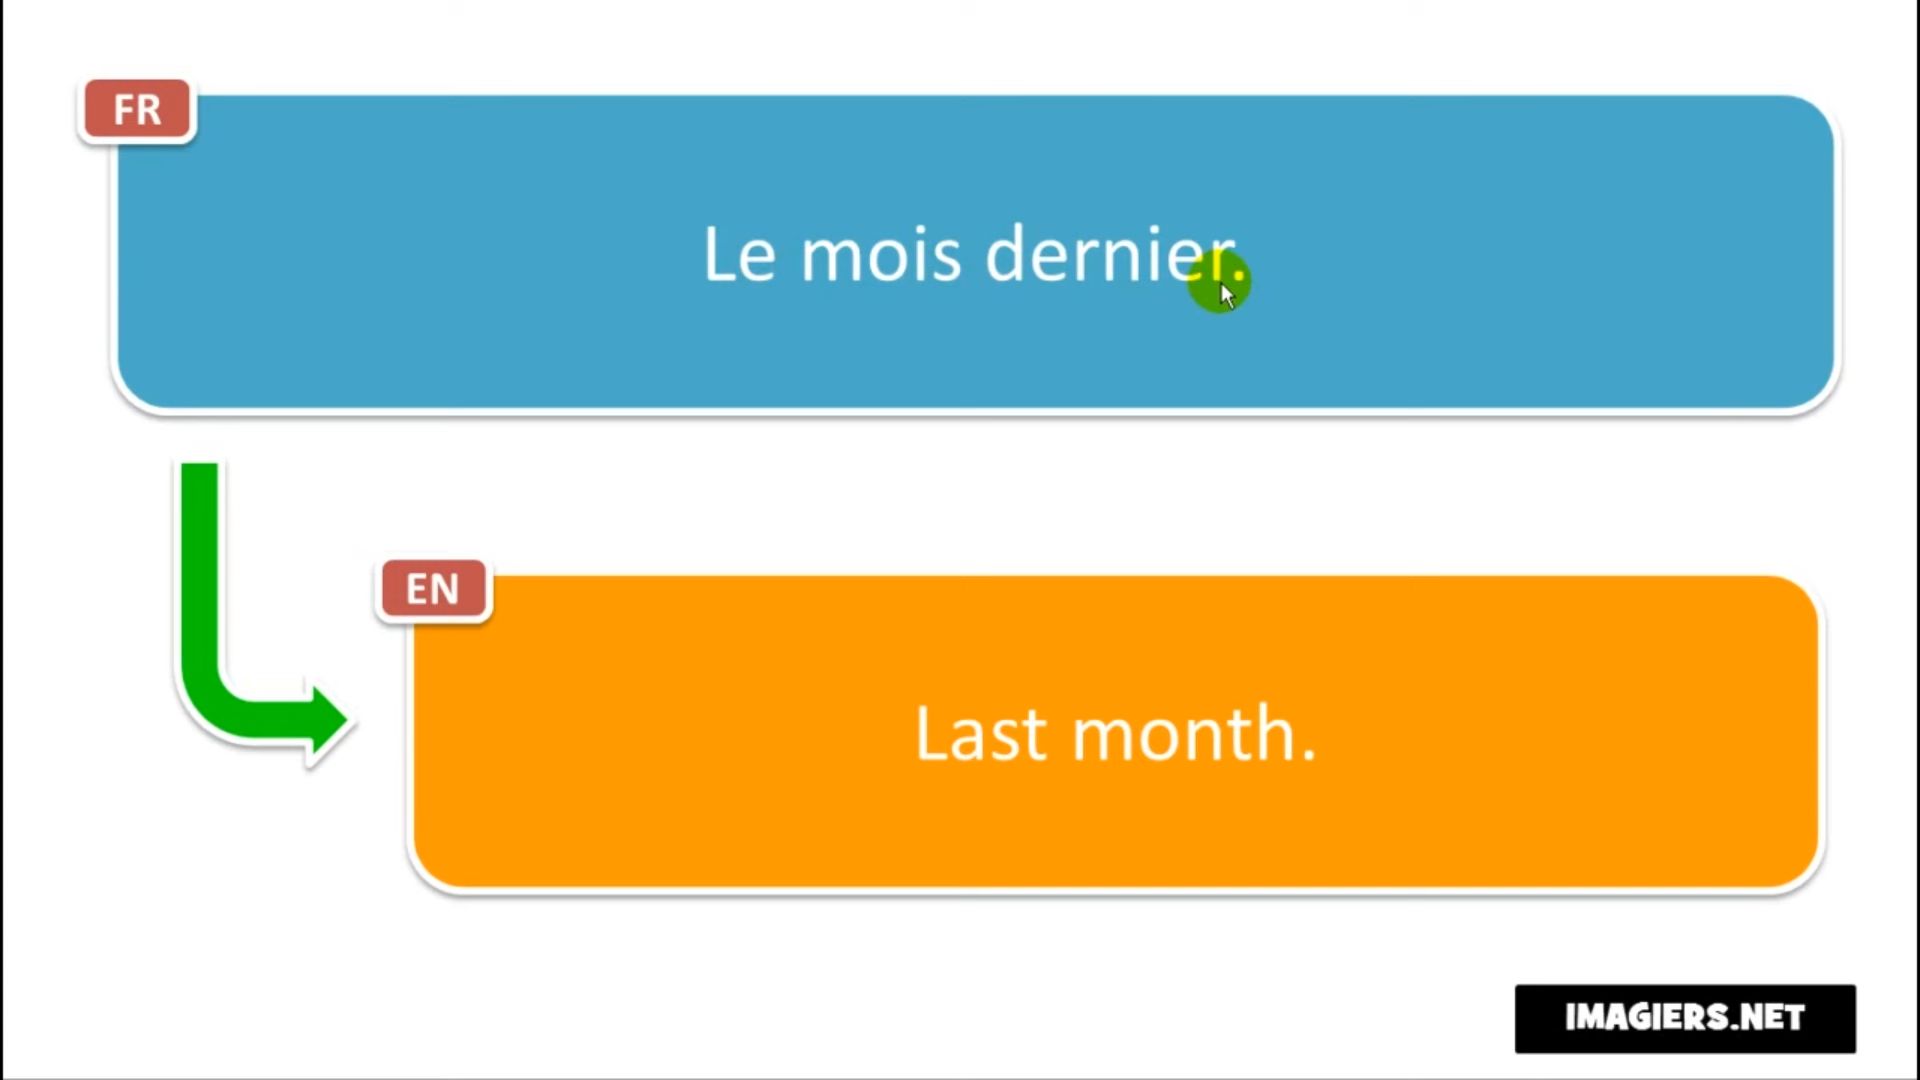 FR
Le mois dernier.
EN
Last month.
IMAGIERS.NET